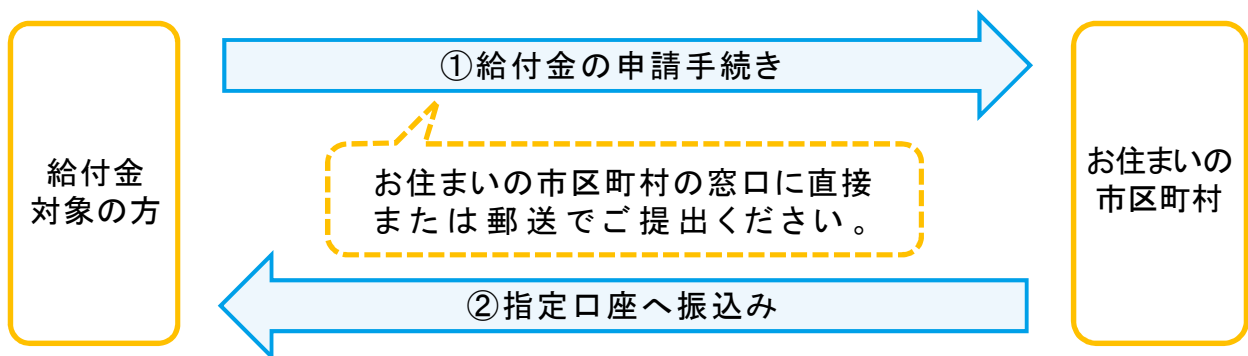 ①給付金の申請手続き
給付金
対象の方
お住まいの市区町村の窓口に直接
または郵送でご提出ください。
お住まいの
市区町村
②指定口座へ振込み